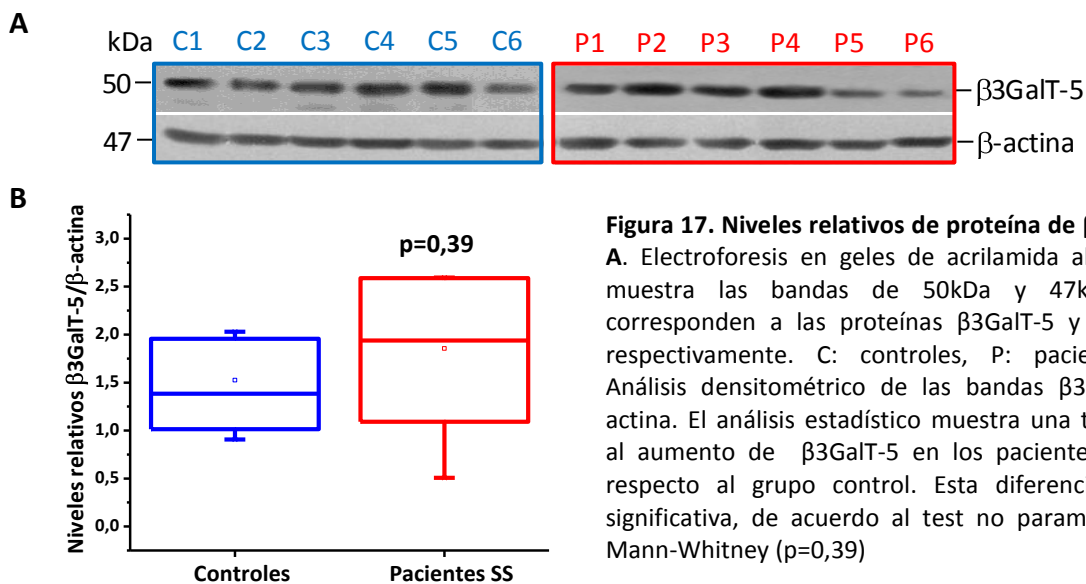 A
kDa C1 C2 C3 C4 C5 C6 P1 P2 P3 P4 P5 P6
50 β3GalT-5
47 β-actina
B
Niveles relativos β3GalT-5/β-actina
3,0
2,5
2,0
1,5
1,0
0,5
0,0
p=0,39
Controles Pacientes SS
Figura 17. Niveles relativos de proteína de
A. Electroforesis en geles de acrilamida
muestra las bandas de 50kDa y
corresponden a las proteínas β3GalT-5 y
respectivamente. C: controles, P:
Análisis densitométrico de las bandas
actina. El análisis estadístico muestra una
al aumento de β3GalT-5 en los
respecto al grupo control. Esta
significativa, de acuerdo al test no
Mann-Whitney (p=0,39)